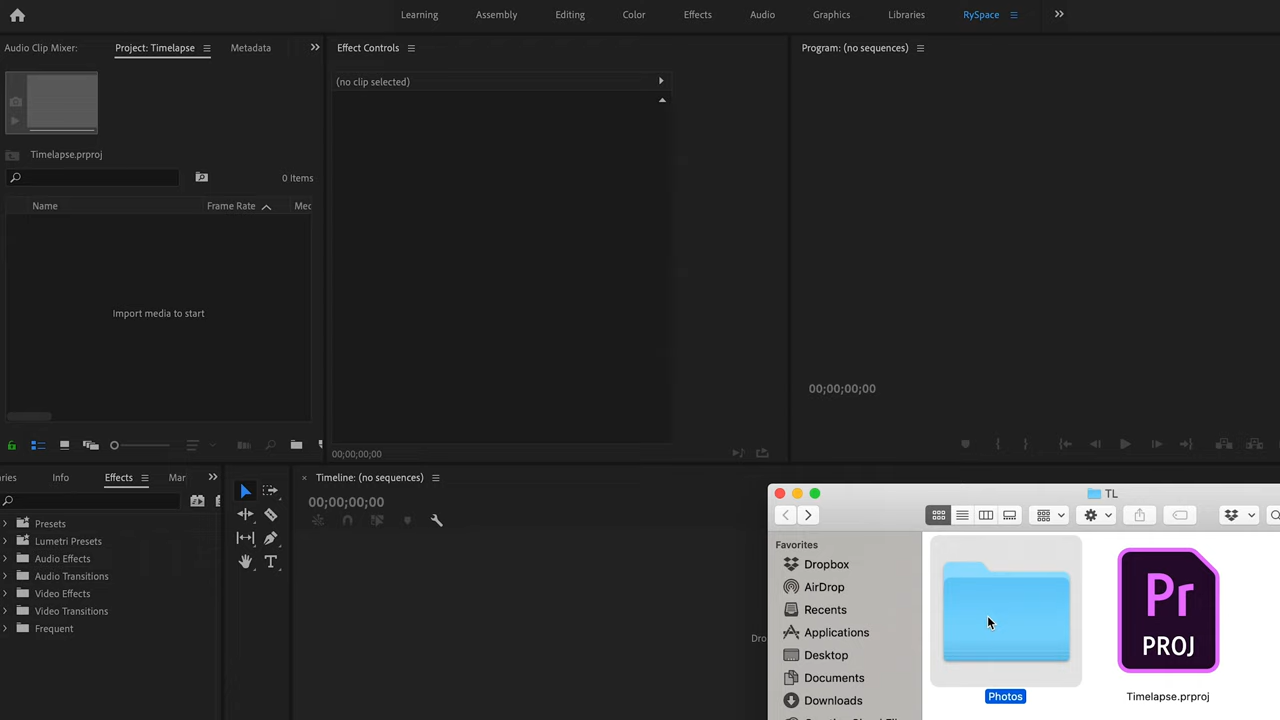 Learning Assembly Editing Color Effects Audio Graphics Libraries RySpace
Audio Clip Mixer: Project: Timelapse Metadata
Effect Controls
Program: (no sequences)
(no clip selected)
Timelapse.prproj
0 Items
Name Frame Rate Mec
Import media to start
00;00;00;00
00;00;00;00
ries Info Effects Mar
Timeline: (no sequences)
00;00;00;00
Presets
Lumetri Presets
Audio Effects
Audio Transitions
Video Effects
Video Transitions
Frequent
Dro
TL
Favorites
Dropbox
AirDrop
Recents
Applications
Desktop
Documents
Downloads
Pr
PROJ
Photos
Timelapse.prproj